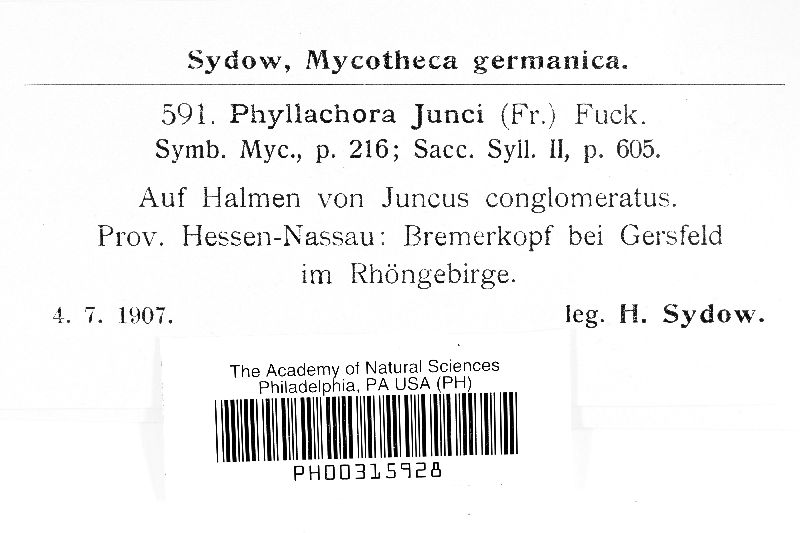 Sydow, Mycotheca germanica.
591. Phyllachora Junci (Fr.) Fuck.
Symb. Myc., p. 216; Sacc. Syll. II, p. 605.
Auf Halmen von Juncus conglomeratus.
Prov. Hessen-Nassau: Bremerkopf bei Gersfeld
im Rhöngebirge.
4. 7. 1907. leg. H. Sydow.
The Academy of Natural Sciences
Philadelphia, PA USA (PH)
PH00315928